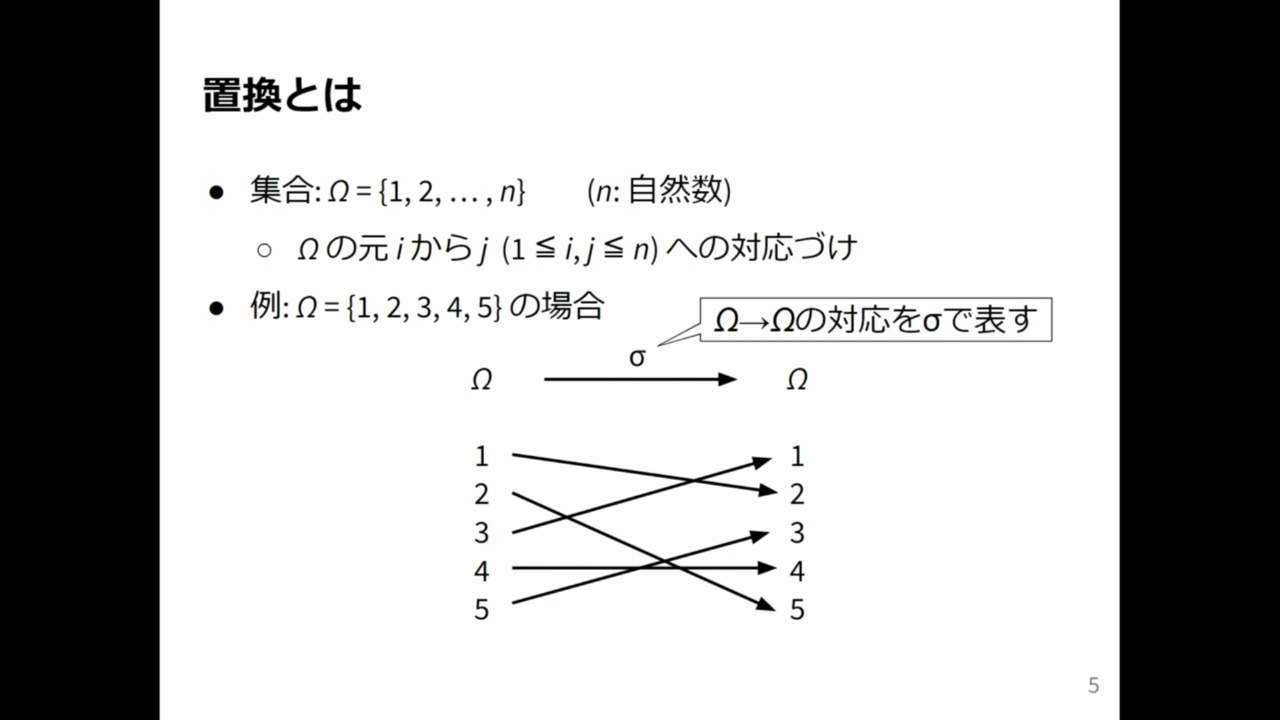 置換とは
● 集合: Ω = {1, 2, … , n} (n: 自然数)
○ Ω の元 i から j (1 ≦ i, j ≦ n) への対応づけ
● 例: Ω = {1, 2, 3, 4, 5} の場合
Ω→Ωの対応をσで表す
σ
Ω Ω
1 1
2 2
3 3
4 4
5 5
5